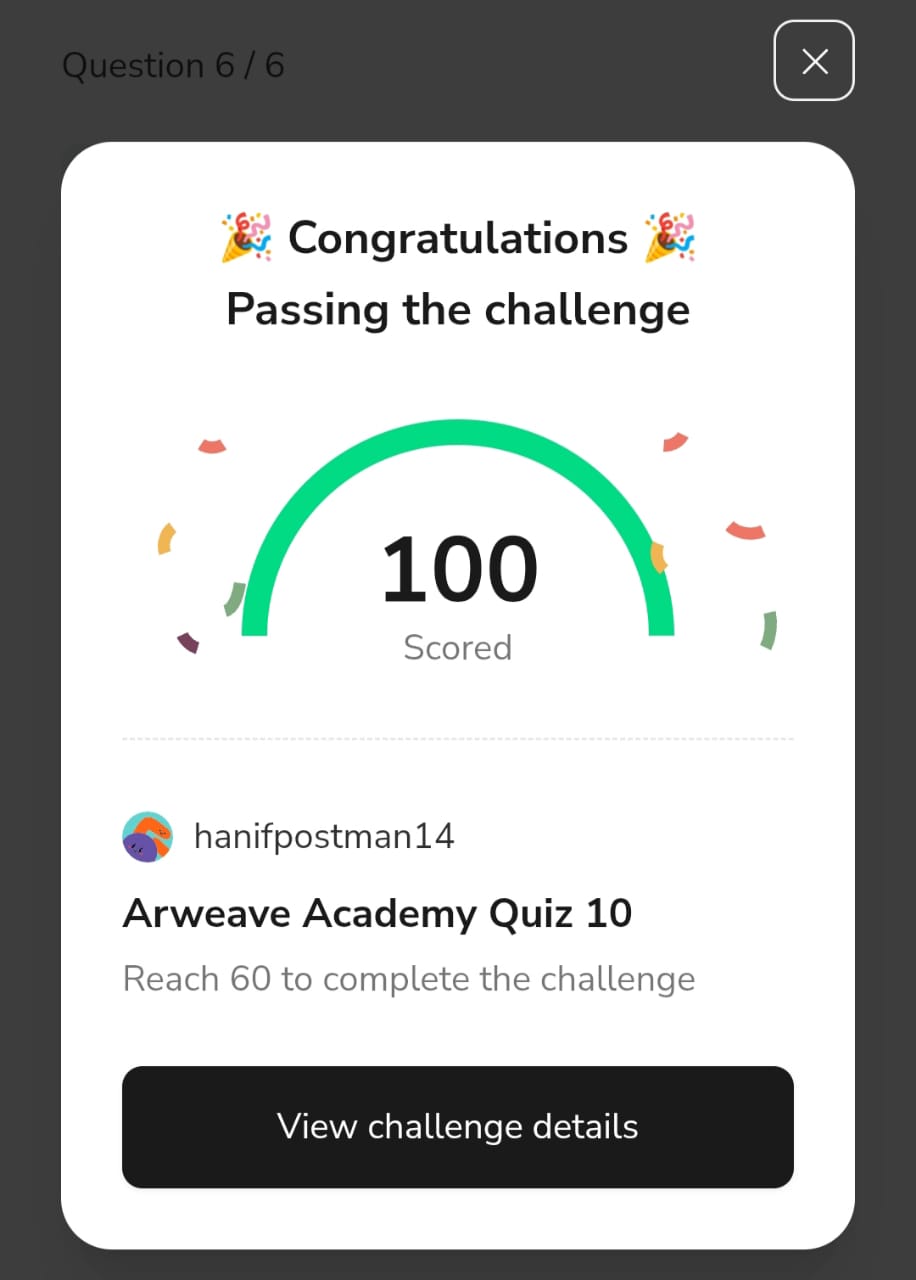 Question 6 / 6
🎉 Congratulations 🎉
Passing the challenge
100
Scored
hanifpostman14
Arweave Academy Quiz 10
Reach 60 to complete the challenge
View challenge details